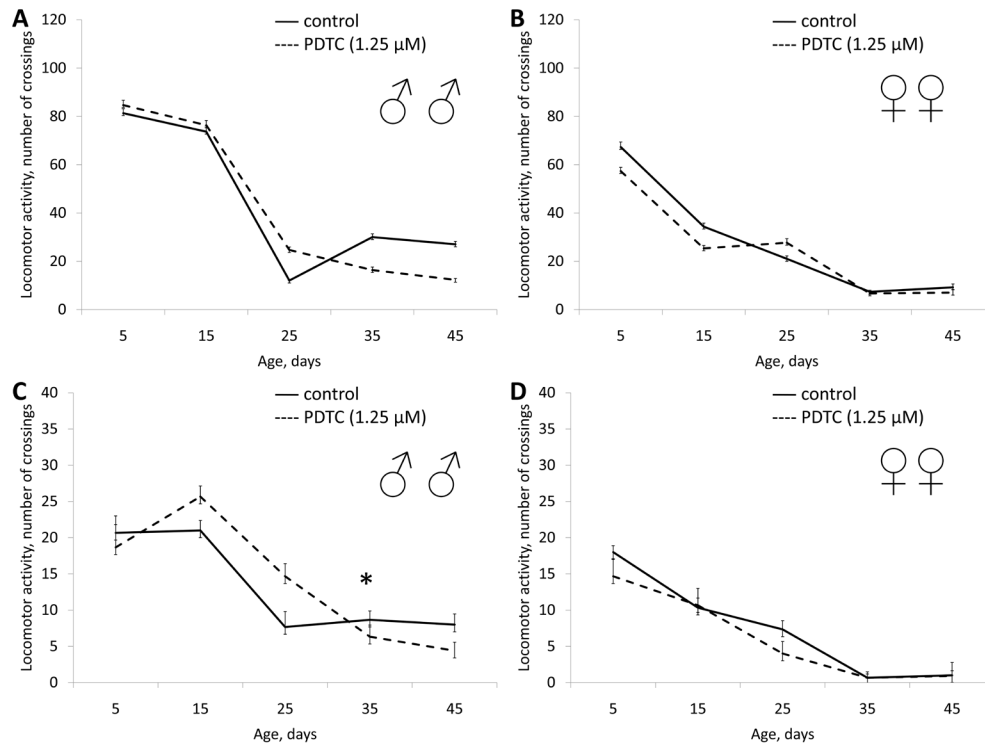 A
Locomotor activity, number of crossings
120
100
80
60
40
20
0
control
PDTC (1.25 µM)
5 15 25 35 45
Age, days
B
Locomotor activity, number of crossings
120
100
80
60
40
20
0
control
PDTC (1.25 µM)
5 15 25 35 45
Age, days
C
Locomotor activity, number of crossings
40
35
30
25
20
15
10
5
0
control
PDTC (1.25 µM)
*
5 15 25 35 45
Age, days
D
Locomotor activity, number of crossings
40
35
30
25
20
15
10
5
0
control
PDTC (1.25 µM)
5 15 25 35 45
Age, days